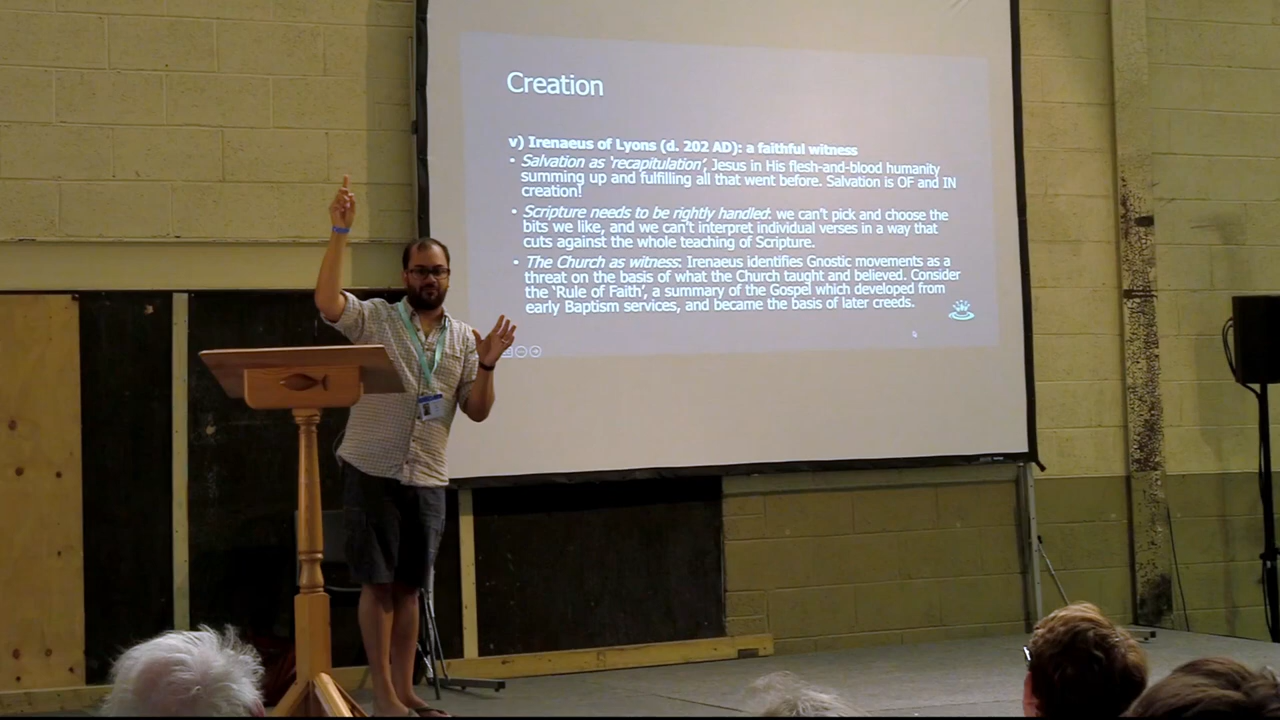 Creation
v) Irenaeus of Lyons (d. 202 AD): a faithful witness
• Salvation as 'recapitulation', Jesus in His flesh-and-blood humanity
summing up and fulfilling all that went before. Salvation is OF and IN
creation!
• Scripture needs to be rightly handled: we can't pick and choose the
bits we like, and we can't interpret individual verses in a way that
cuts against the whole teaching of Scripture.
• The Church as witness: Irenaeus identifies Gnostic movements as a
threat on the basis of what the Church taught and believed. Consider
the 'Rule of Faith', a summary of the Gospel which developed from
early Baptism services, and became the basis of later creeds.